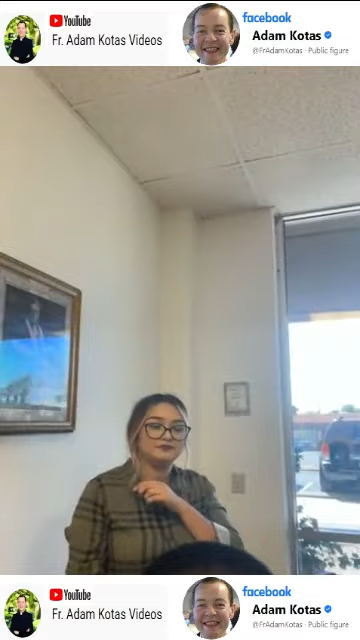 YouTube
Fr. Adam Kotas Videos
facebook
Adam Kotas
@FrAdamKotas · Public figure
YouTube
Fr. Adam Kotas Videos
facebook
Adam Kotas
@FrAdamKotas · Public figure